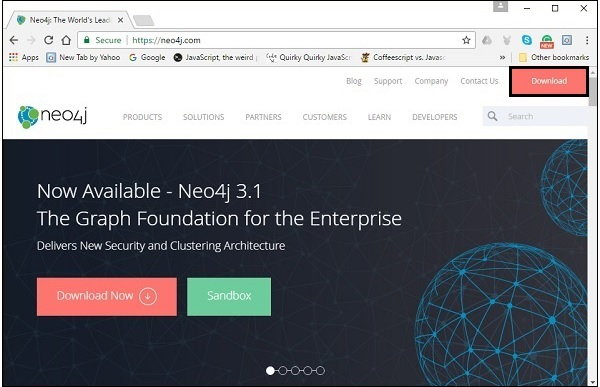 Neo4j: The World's Lead
Secure https://neo4j.com
Apps New Tab by Yahoo Google JavaScript, the weird Quirky Quirky JavaSc Coffeescript vs. Javasc » Other bookmarks
NEW
Blog Support Company Contact Us Download
neo4j PRODUCTS SOLUTIONS PARTNERS CUSTOMERS LEARN DEVELOPERS Search
Now Available - Neo4j 3.1
The Graph Foundation for the Enterprise
Delivers New Security and Clustering Architecture
Download Now Sandbox